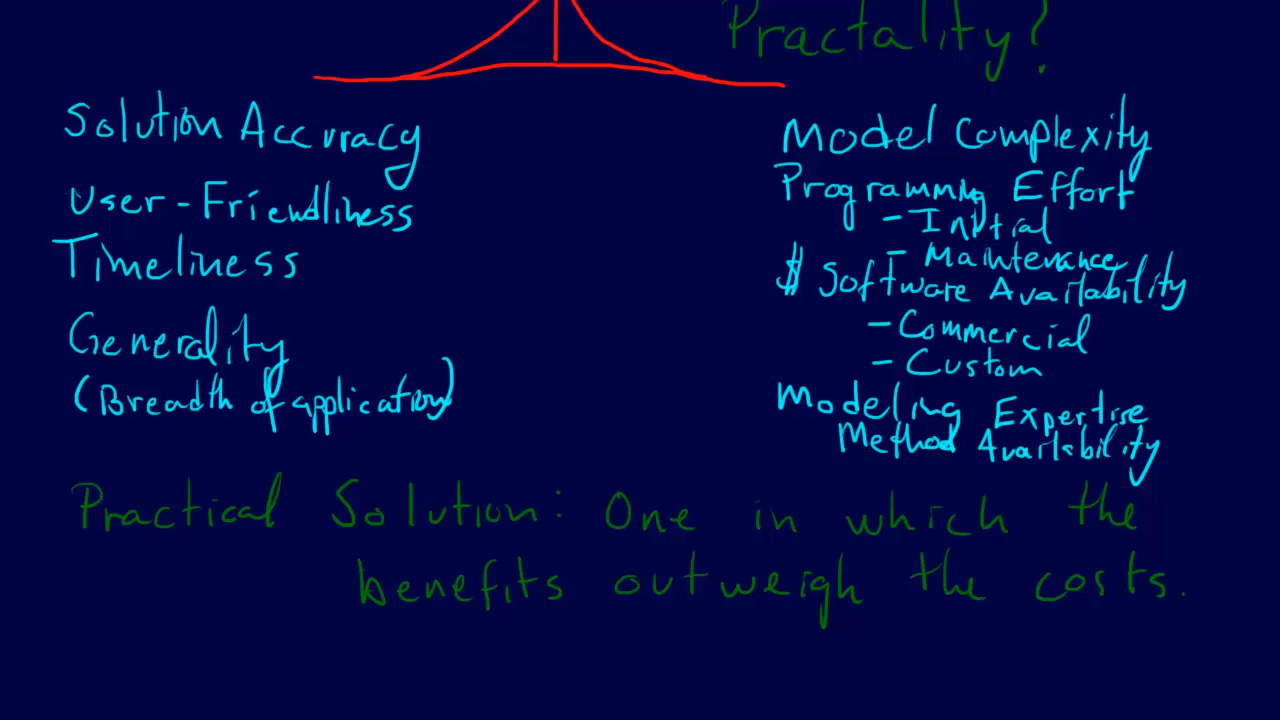 Practality?
Solution Accuracy
User-Friendliness
Timeliness
Generality
(Breadth of application)
Model Complexity
Programming Effort
- Initial
- Maintenance
$ Software Availability
- Commercial
- Custom
Modeling Expertise
Method Availability
Practical Solution: One in which the
benefits outweigh the costs.